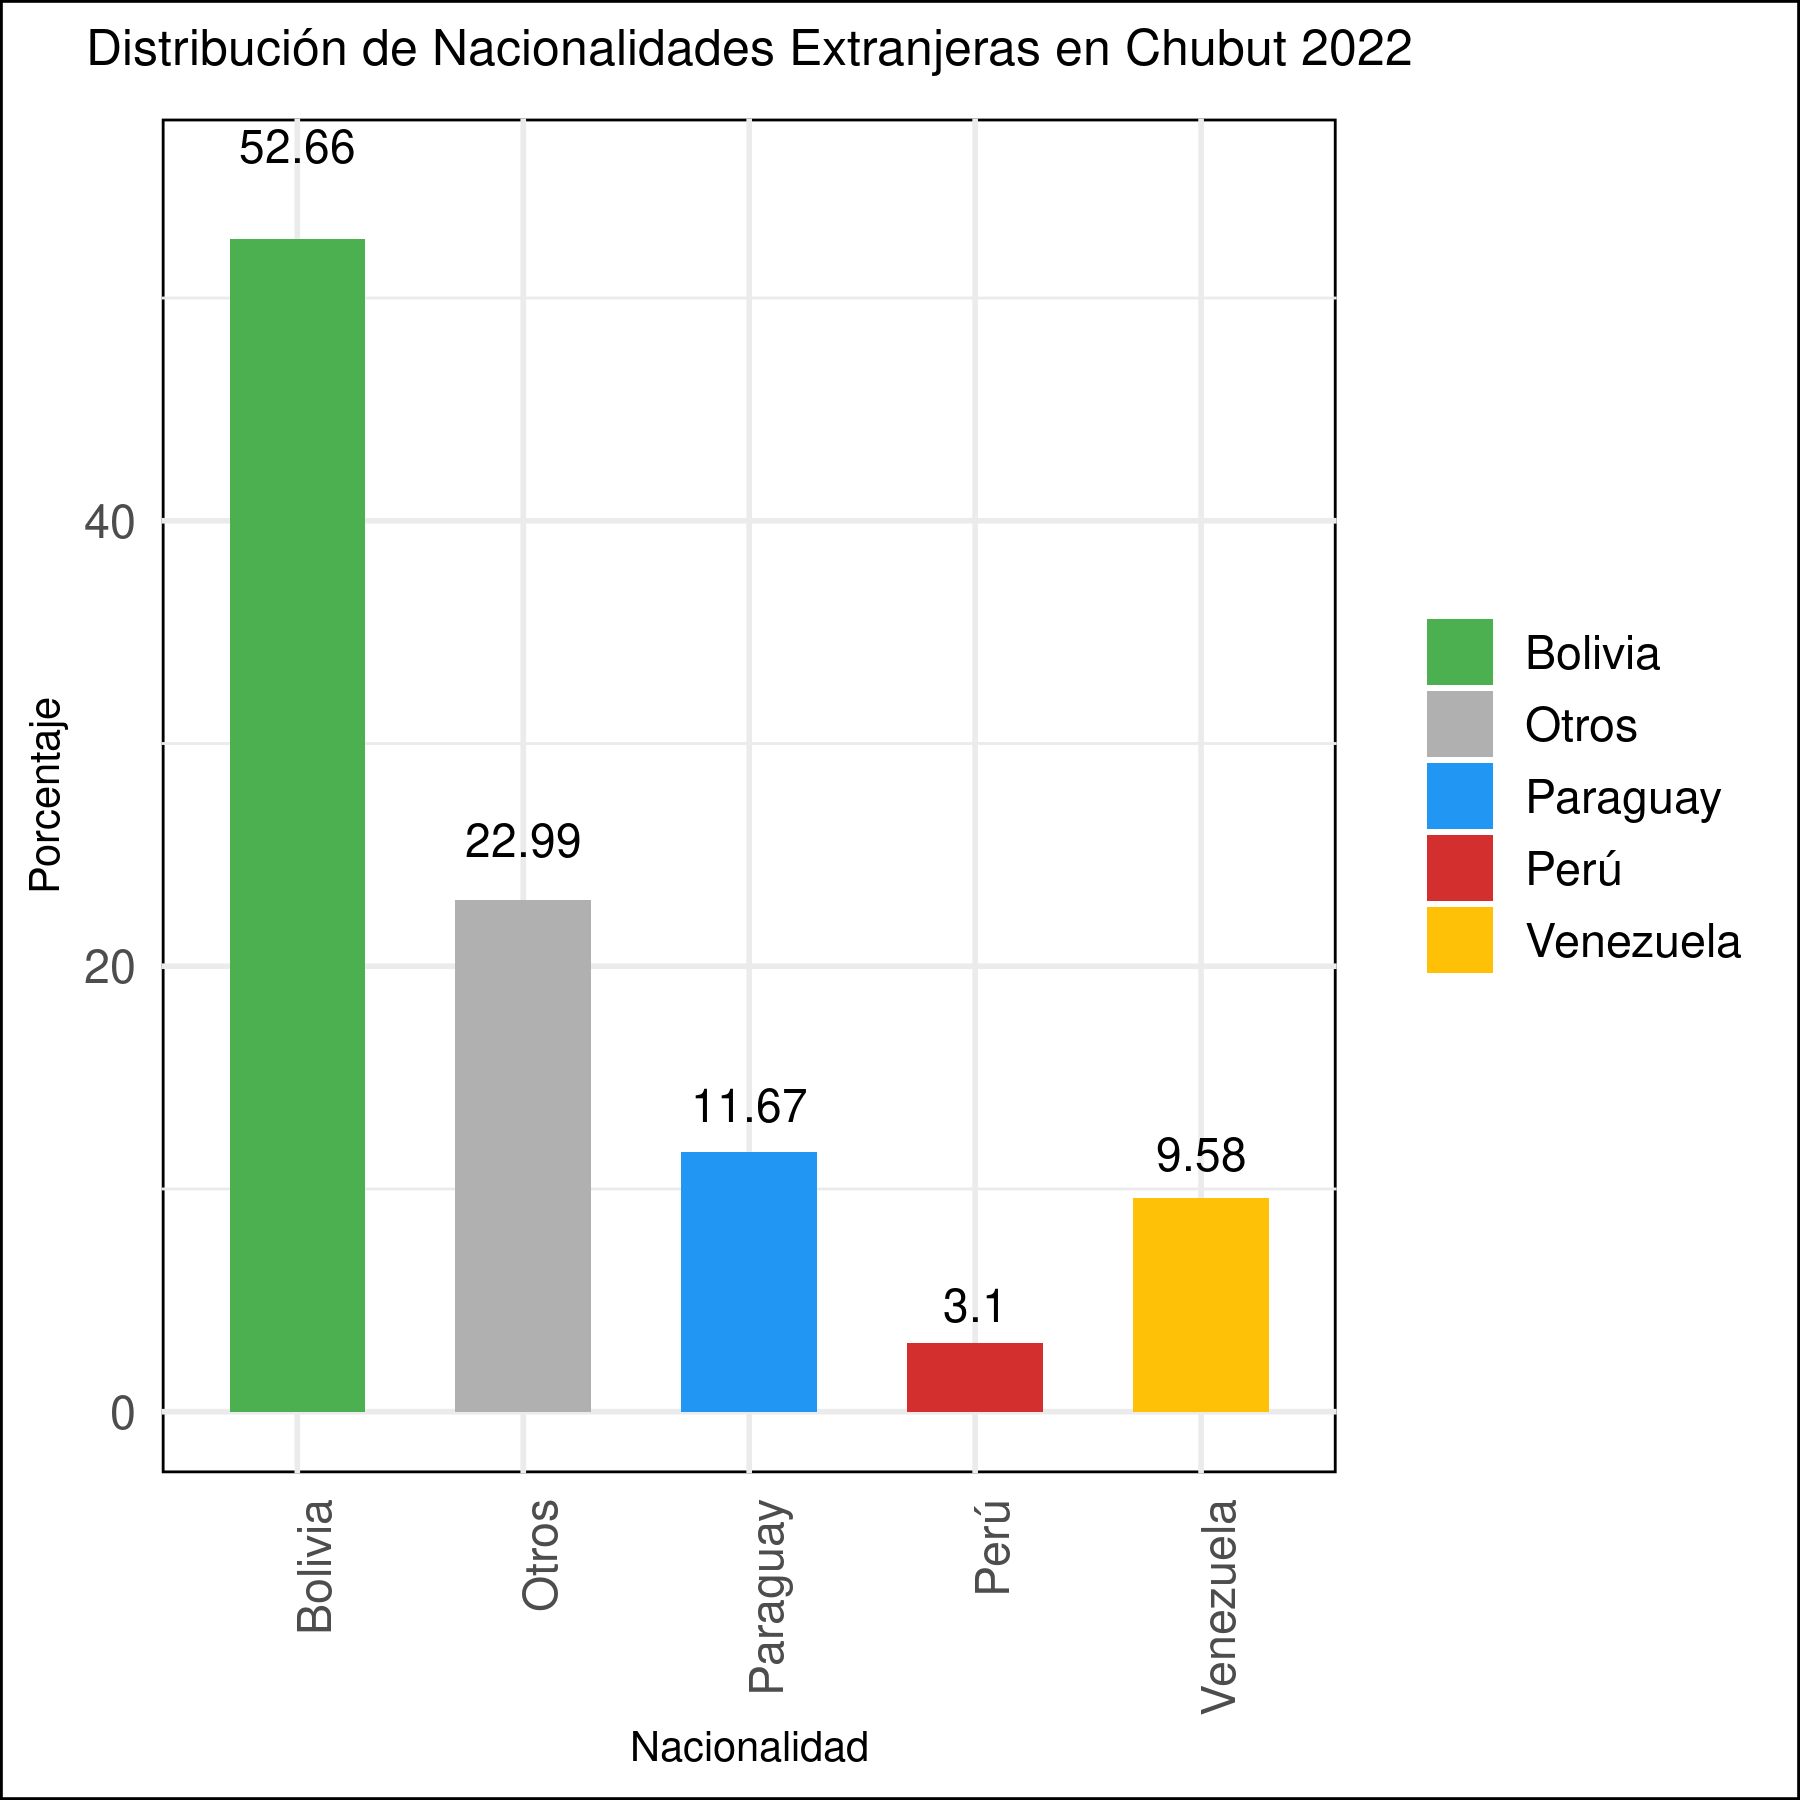 Distribución de Nacionalidades Extranjeras en Chubut 2022
52.66
22.99
11.67
3.1
9.58
40
20
0
Porcentaje
Bolivia
Otros
Paraguay
Perú
Venezuela
Nacionalidad
Bolivia
Otros
Paraguay
Perú
Venezuela